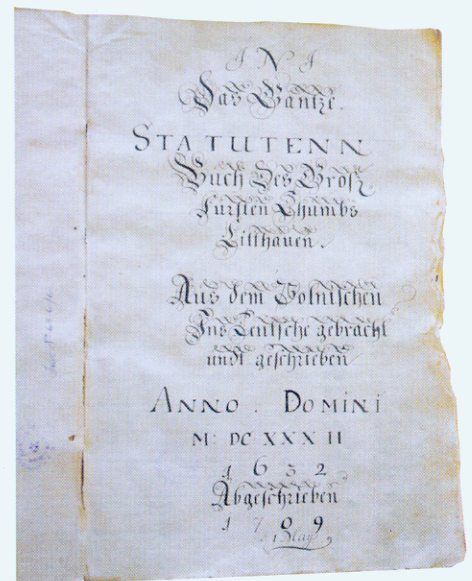 I N I
Das Gantze.
STATUTENN
Buch Des Groß
fürsten Thumbs
Litthauen.
Aus dem Polnischen
Ins Teutsche gebracht
undt geschrieben
ANNO . DOMINI
M: DC XXX II
1 6 3 2
Abgeschrieben
1 7 0 9